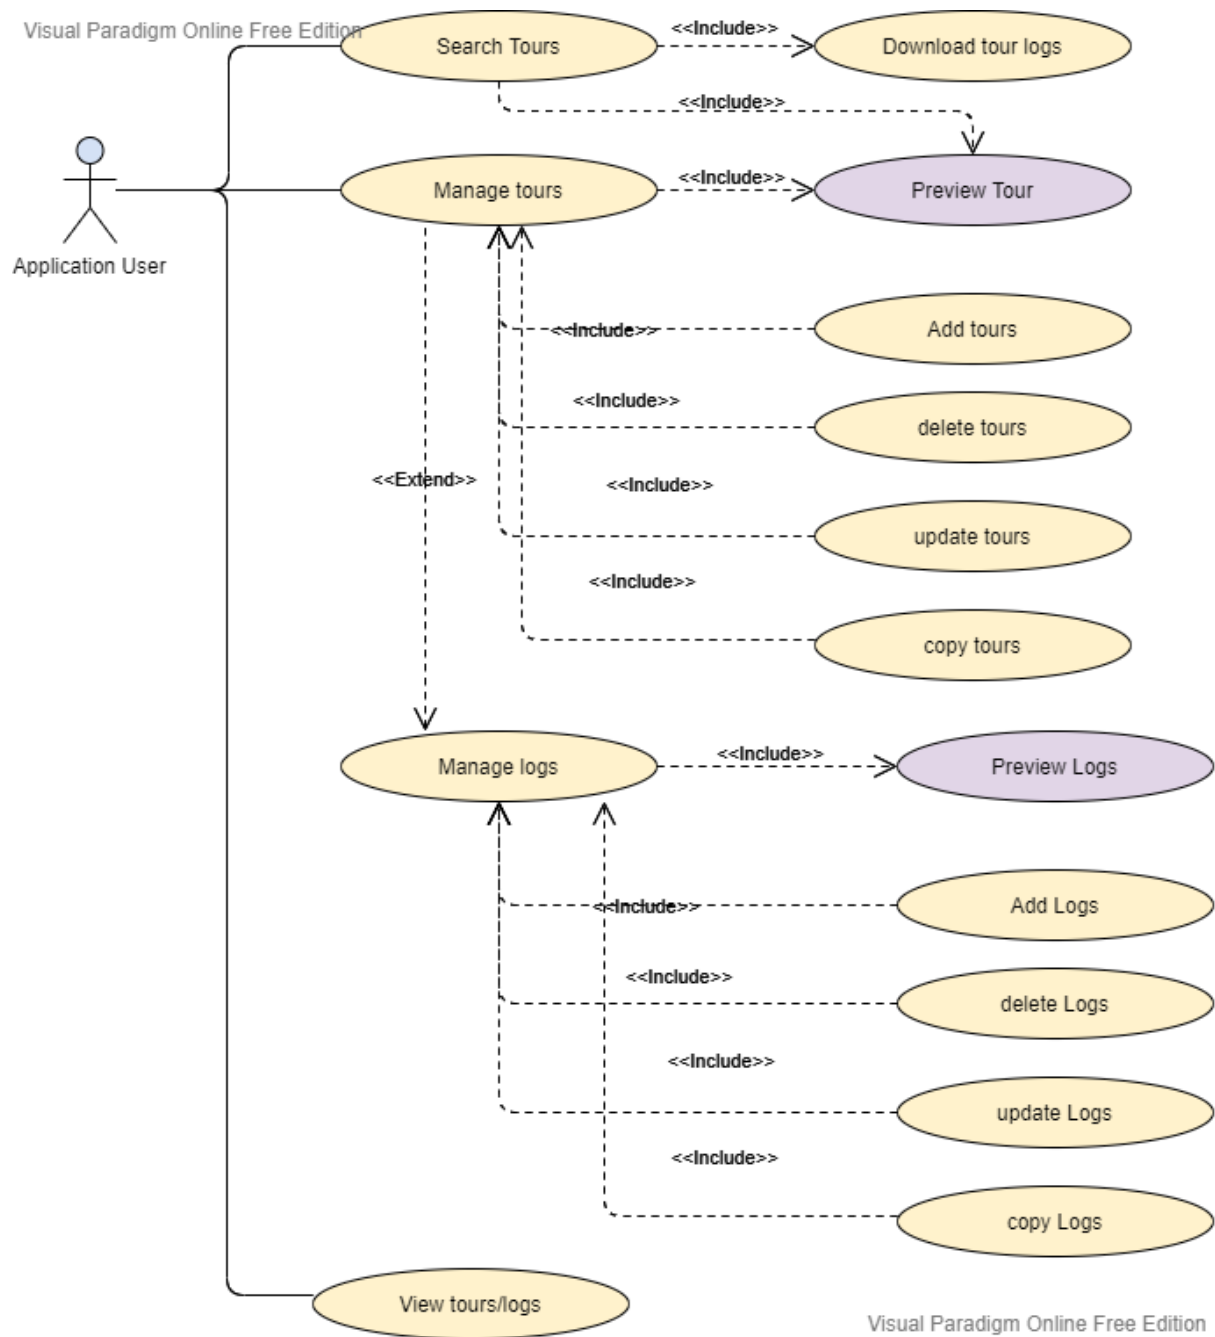 Visual Paradigm Online Free Edition
Search Tours
<<Include>>
Download tour logs
<<Include>>
Manage tours
<<Include>>
Preview Tour
Application User
<<Include>>
Add tours
<<Include>>
delete tours
<<Extend>>
<<Include>>
update tours
<<Include>>
copy tours
Manage logs
<<Include>>
Preview Logs
<<Include>>
Add Logs
<<Include>>
delete Logs
<<Include>>
update Logs
<<Include>>
copy Logs
View tours/logs
Visual Paradigm Online Free Edition